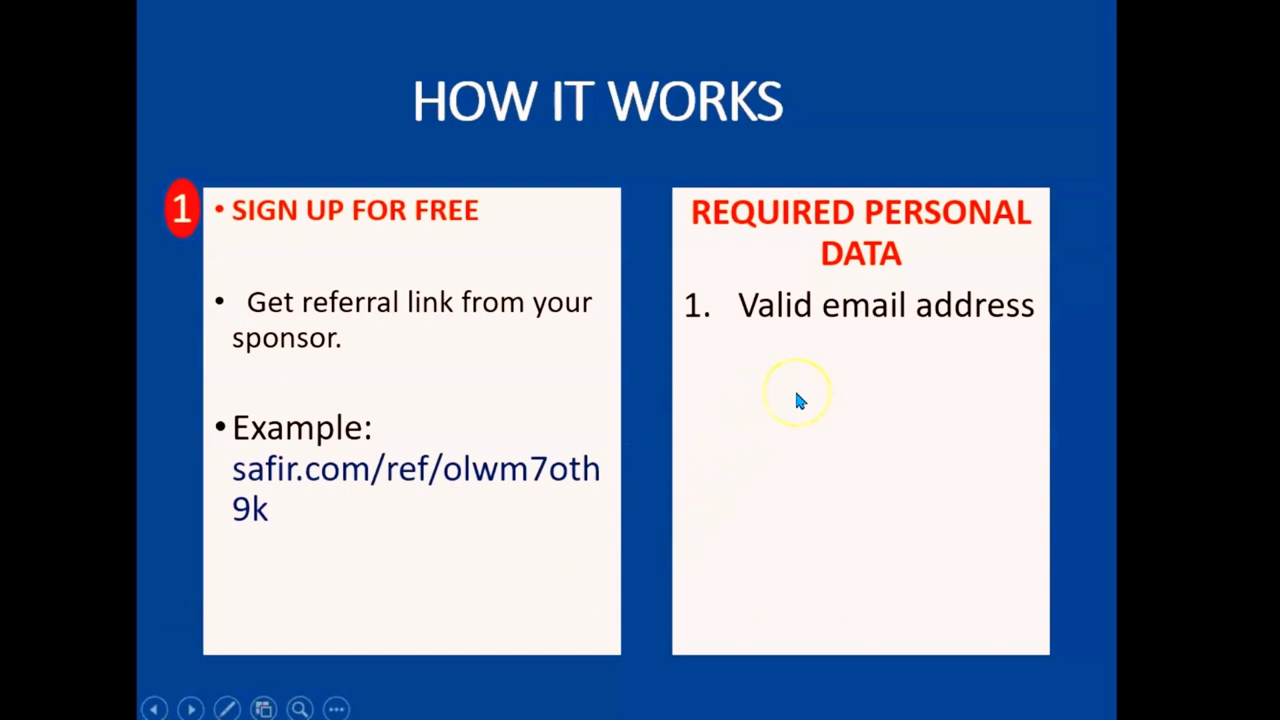 HOW IT WORKS
1
• SIGN UP FOR FREE
• Get referral link from your
sponsor.
• Example:
safir.com/ref/olwm7oth
9k
REQUIRED PERSONAL
DATA
1. Valid email address